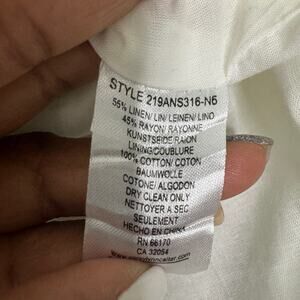 STYLE 219ANS316-N6
55% LINEN/LIN/LEINEN/LINO
45% RAYON/RAYONNE
KUNSTSEIDE/RAION
LINING/DOUBLURE
100% COTTON/COTON
BAUMWOLLE
COTONE/ALGODON
DRY CLEAN ONLY
NETTOYER A SEC
SEULEMENT
HECHO EN CHINA
RN 66170
CA 32054